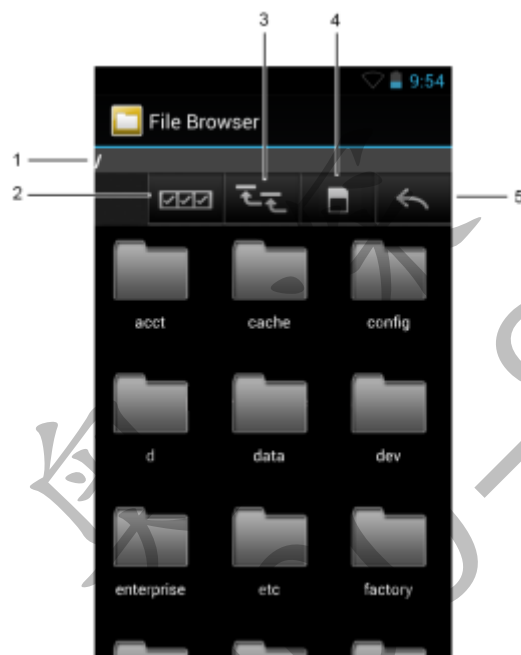 3 4
9:54
File Browser
1 /
2
5
acct cache config
d data dev
enterprise etc factory